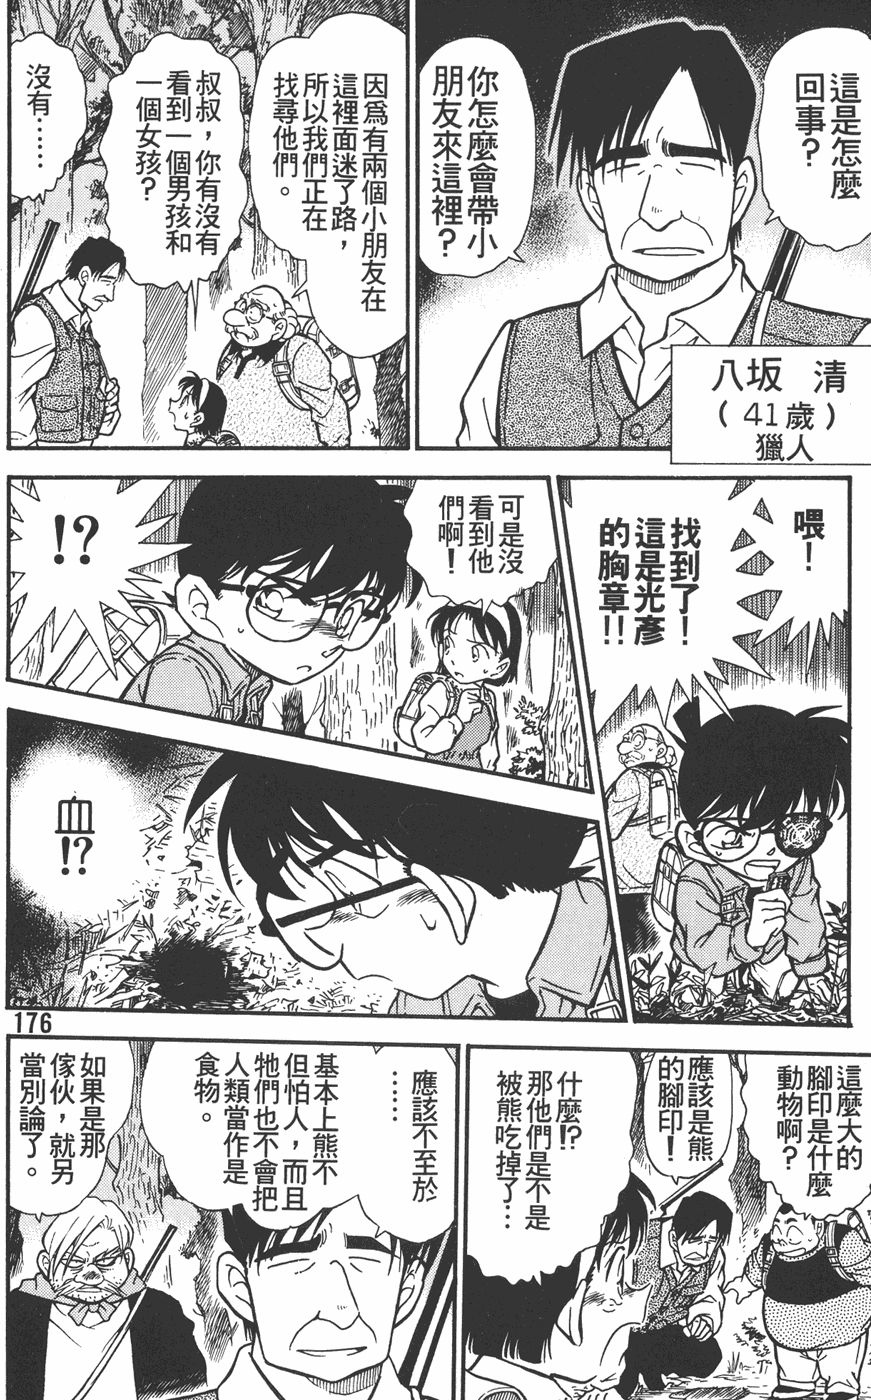 這是怎麼
回事?
你怎麼會帶小
朋友來這裡?
八坂 清
(41歲)
獵人
因爲有兩個小朋友在
這裡面迷了路，
所以我們正在
找尋他們。
叔叔，你有沒有
看到一個男孩和
一個女孩?
沒有……
喂!
找到了!
這是光彥
的胸章!!
可是沒
看到他
們啊!
!?
血
!?
176
這麼大的
腳印是什麼
動物啊?
應該是熊
的腳印!
什麼!?
那他們是不是
被熊吃掉了…
應該不至於
……
基本上熊不
但怕人，而且
牠們也不會把
人類當作是
食物。
如果是那
傢伙，就另
當別論了。